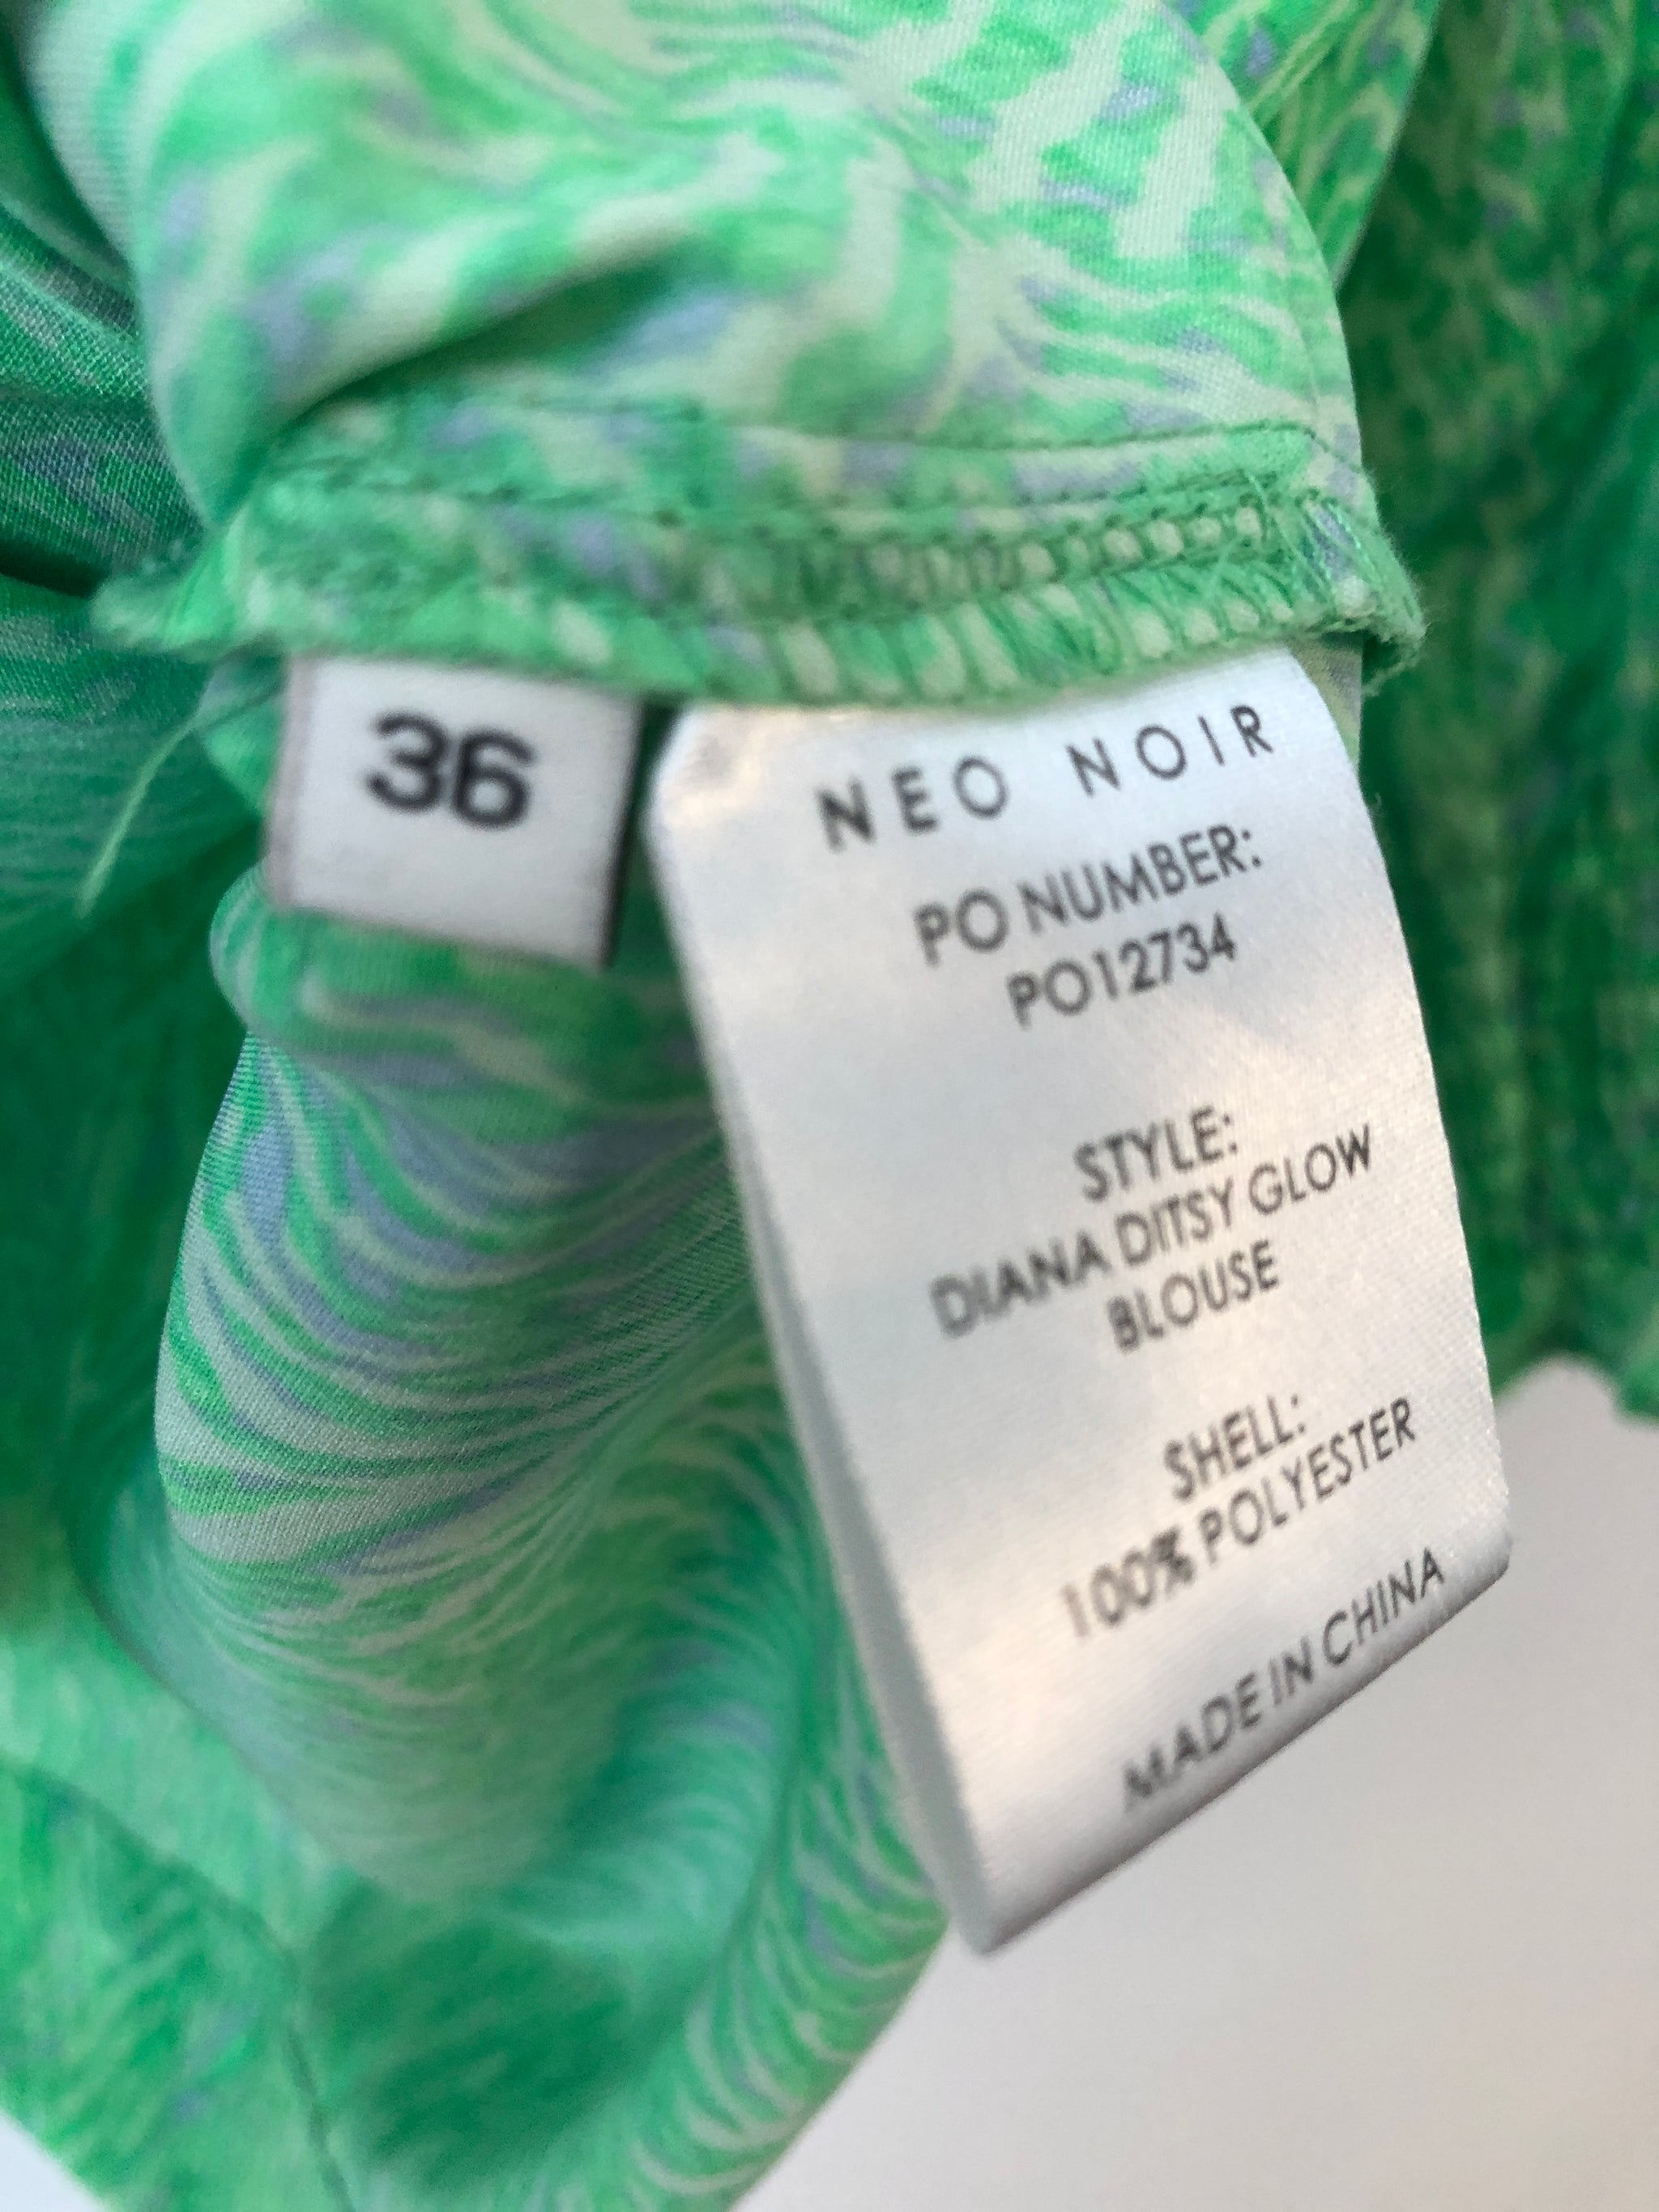 36
NEO NOIR
PO NUMBER:
PO12734
STYLE:
DIANA DITSY GLOW
BLOUSE
SHELL:
100% POLYESTER
MADE IN CHINA